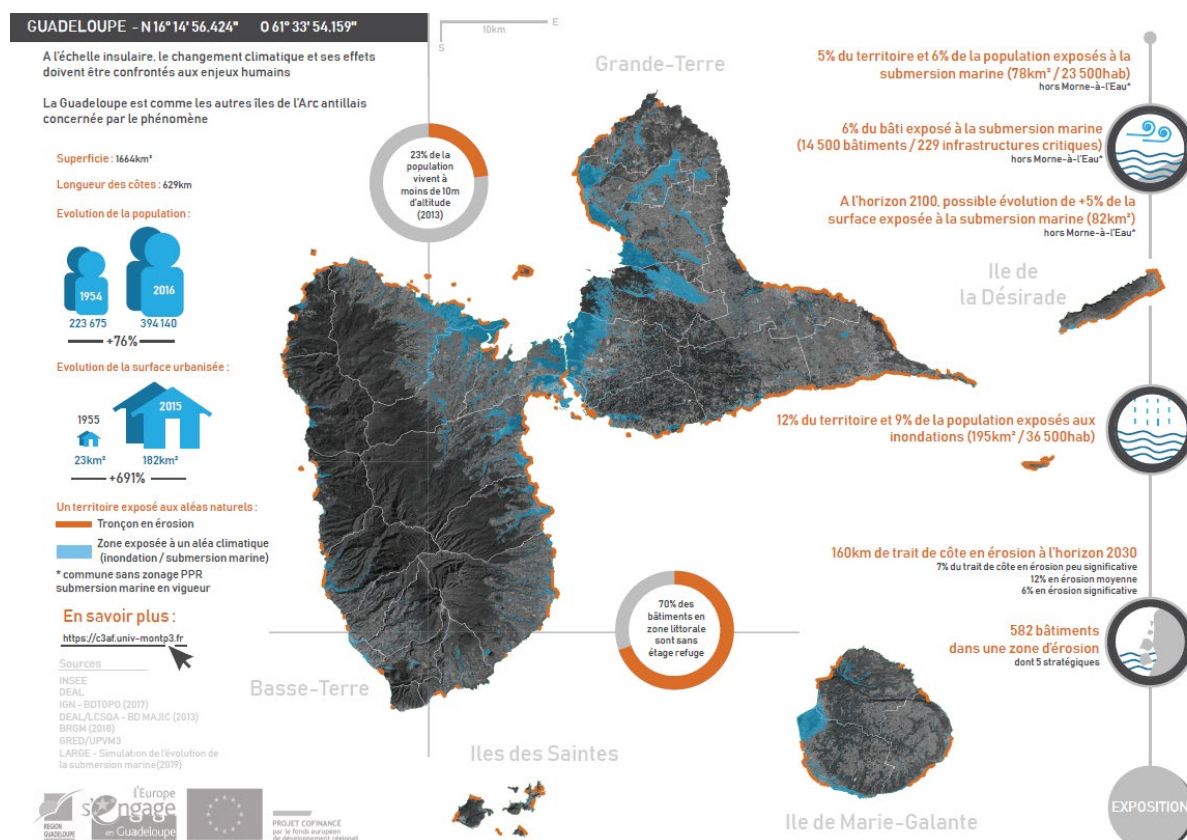 GUADELOUPE - N 16° 14' 56,424" O 61° 33' 54,159"
A l'échelle insulaire, le changement climatique et ses effets
doivent être confrontés aux enjeux humains
La Guadeloupe est comme les autres îles de l'Arc antillais
concernée par le phénomène
Superficie : 1664km²
Longueur des côtes : 629km
Evolution de la population :
1954
2016
223 675
394 140
+76%
Evolution de la surface urbanisée :
1955
2015
23km²
182km²
+691%
Un territoire exposé aux aléas naturels :
Tronçon en érosion
Zone exposée à un aléa climatique
(inondation / submersion marine)
* commune sans zonage PPR
submersion marine en vigueur
En savoir plus :
https://c3af.univ-montp3.fr
Sources
INSEE
DEAL
IGN - BDTOPO (2017)
DEAL/LCSQA - BD MAJIC (2013)
BRGM (2016)
GRED/UPVM3
LARGE - Simulation de l'évolution de
la submersion marine(2019)
REGION
GUADELOUPE
l'Europe
s'engage
en Guadeloupe
PROJET COFINANCÉ
par le fonds européen
de développement régional
E
S
10km
23% de la
population
vivent à
moins de 10m
d'altitude
(2013)
Grande-Terre
Ile de
la Désirade
Basse-Terre
70% des
bâtiments en
zone littorale
sont sans
étage refuge
Iles des Saintes
Ile de Marie-Galante
5% du territoire et 6% de la population exposés à la
submersion marine (78km² / 23 500hab)
hors Morne-à-l'Eau*
6% du bâti exposé à la submersion marine
(14 500 bâtiments / 229 infrastructures critiques)
hors Morne-à-l'Eau*
A l'horizon 2100, possible évolution de +5% de la
surface exposée à la submersion marine (82km²)
hors Morne-à-l'Eau*
12% du territoire et 9% de la population exposés aux
inondations (195km² / 36 500hab)
160km de trait de côte en érosion à l'horizon 2030
7% du trait de côte en érosion peu significative
12% en érosion moyenne
6% en érosion significative
582 bâtiments
dans une zone d'érosion
dont 5 stratégiques
EXPOSITION